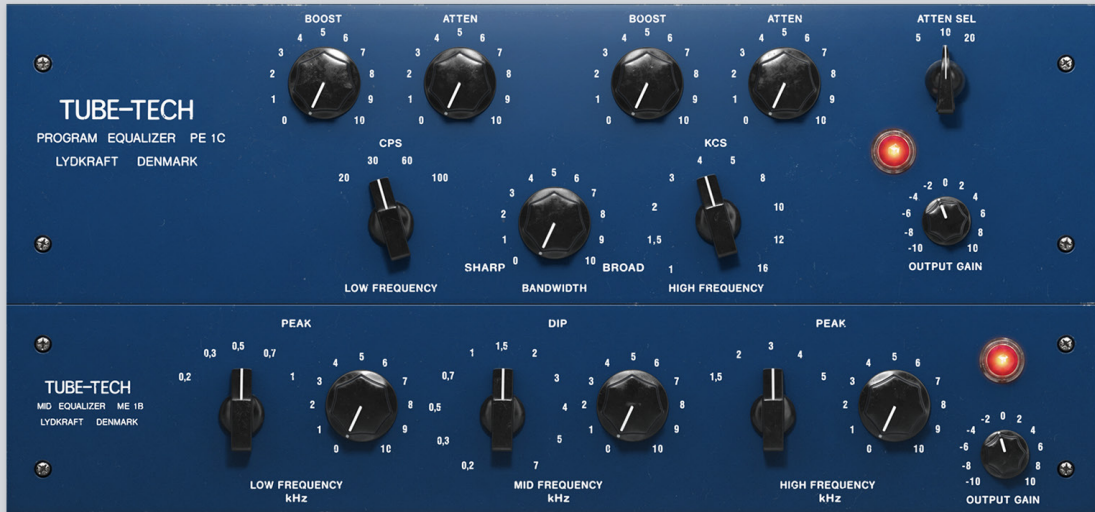 BOOST ATTEN BOOST ATTEN ATTEN SEL
0 1 2 3 4 5 6 7 8 9 10
0 1 2 3 4 5 6 7 8 9 10
0 1 2 3 4 5 6 7 8 9 10
0 1 2 3 4 5 6 7 8 9 10
5 10 20
TUBE-TECH
PROGRAM EQUALIZER PE 1C
LYDKRAFT DENMARK
CPS
20 30 60 100
0 1 2 3 4 5 6 7 8 9 10
SHARP BROAD
KCS
1 1,5 2 4 5 8 10 12 16
-10 -8 -6 -4 -2 0 2 4 6 8 10
LOW FREQUENCY BANDWIDTH HIGH FREQUENCY OUTPUT GAIN
PEAK DIP PEAK
TUBE-TECH
MID EQUALIZER ME 1B
LYDKRAFT DENMARK
0,2 0,3 0,5 0,7 1
0 1 2 3 4 5 6 7 8 9 10
0,2 0,3 0,5 0,7 1 1,5 2 3 4 5 7
0 1 2 3 4 5 6 7 8 9 10
1,5 2 3 4 5
0 1 2 3 4 5 6 7 8 9 10
-10 -8 -6 -4 -2 0 2 4 6 8 10
LOW FREQUENCY MID FREQUENCY HIGH FREQUENCY OUTPUT GAIN
kHz kHz kHz